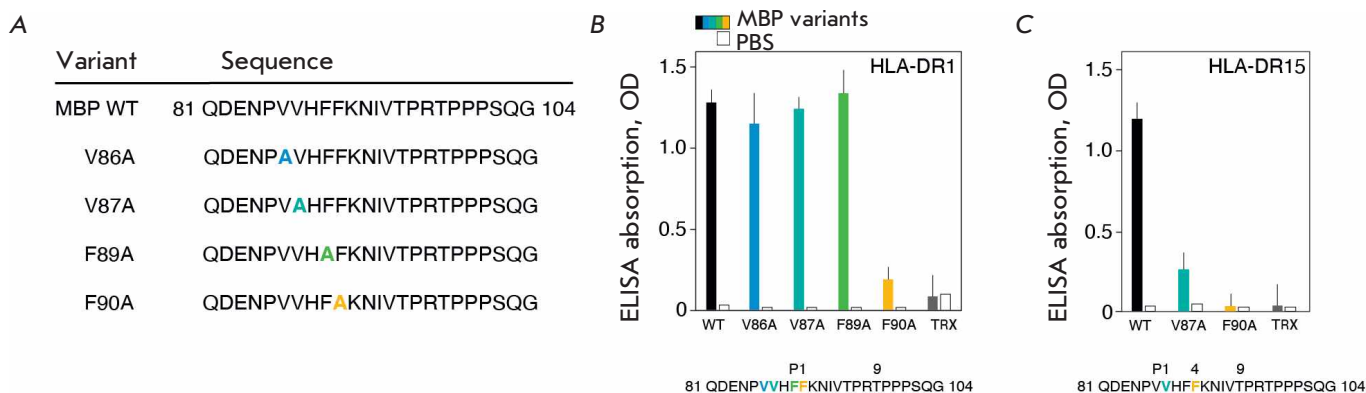 A
Variant Sequence
MBP WT 81 QDENPVVHFFKNIVTPRTPPPSQG 104
V86A QDENPAVHFFKNIVTPRTPPPSQG
V87A QDENPVAHFFKNIVTPRTPPPSQG
F89A QDENPVVHAFKNIVTPRTPPPSQG
F90A QDENPVVHFAKNIVTPRTPPPSQG
B
MBP variants
PBS
HLA-DR1
ELISA absorption, OD
1.5
1.0
0.5
0
WT V86A V87A F89A F90A TRX
P1 9
81 QDENPVVHFFKNIVTPRTPPPSQG 104
C
HLA-DR15
ELISA absorption, OD
1.5
1.0
0.5
0
WT V87A F90A TRX
P1 4 9
81 QDENPVVHFFKNIVTPRTPPPSQG 104